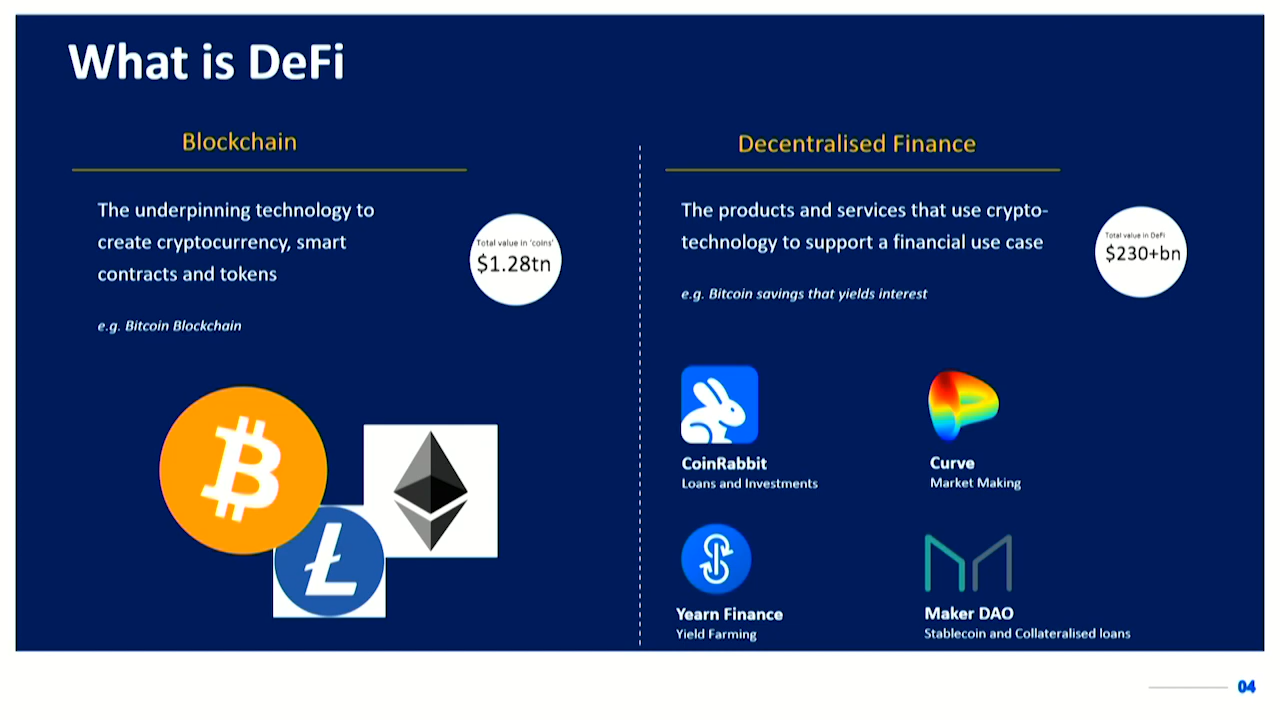 What is DeFi
Blockchain
The underpinning technology to
create cryptocurrency, smart
contracts and tokens
e.g. Bitcoin Blockchain
Total value in 'coins'
$1.28tn
Decentralised Finance
The products and services that use crypto-
technology to support a financial use case
e.g. Bitcoin savings that yields interest
Total value in DeFi
$230+bn
CoinRabbit
Loans and Investments
Curve
Market Making
Yearn Finance
Yield Farming
Maker DAO
Stablecoin and Collateralised loans
04